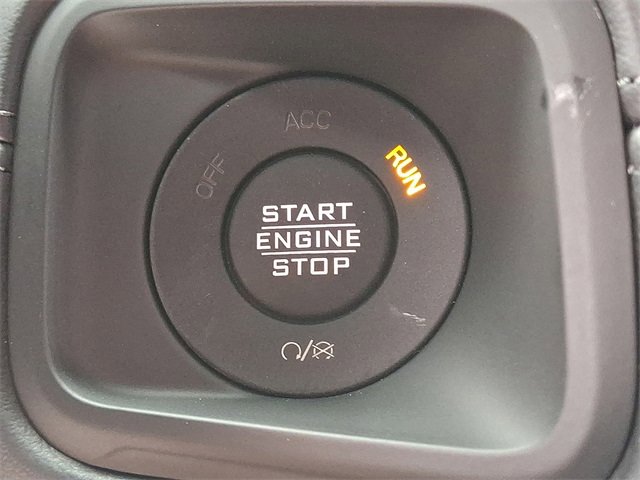 ACC
OFF
RUN
START
ENGINE
STOP